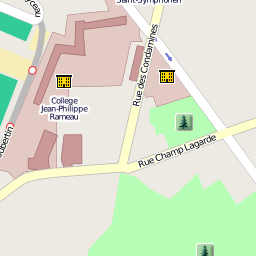 Saint-Symphorien
Rue des Condamines
College
Jean-Philippe
Rameau
Rue Champ Lagarde